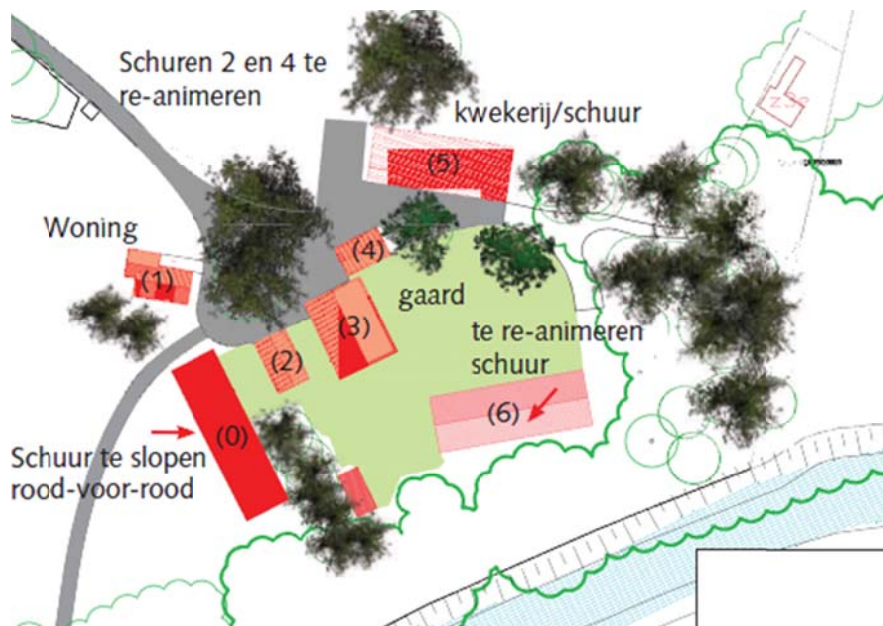 Schuren 2 en 4 te
re-animeren
kwekerij/schuur
(5)
Woning
(4)
(1)
gaard
(3)
te re-animeren
schuur
(2)
(6)
(0)
Schuur te slopen
rood-voor-rood